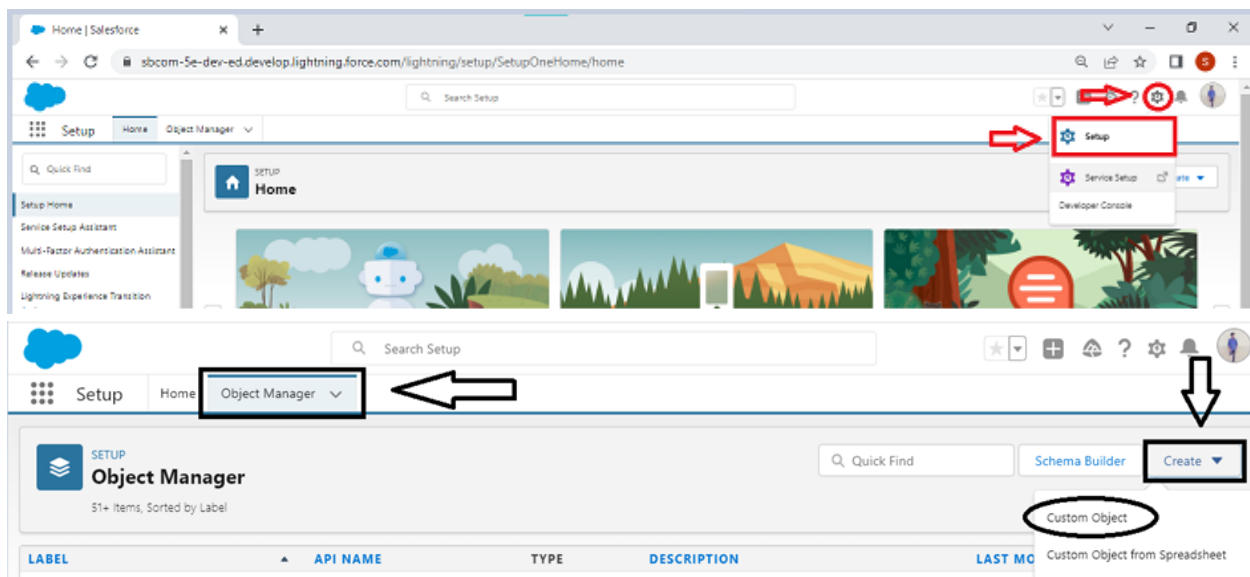 Home | Salesforce
sbcom-5e-dev-ed.develop.lightning.force.com/lightning/setup/SetupOneHome/home
S
Search Setup
?
Setup Home Object Manager
Setup
Quick Find
SETUP
Home
Service Setup
Developer Console
Setup Home
Service Setup Assistant
Multi-Factor Authentication Assistant
Release Updates
Lightning Experience Transition
Search Setup
?
Setup Home Object Manager
SETUP
Object Manager
51+ Items, Sorted by Label
Quick Find
Schema Builder
Create
Custom Object
Custom Object from Spreadsheet
LABEL API NAME TYPE DESCRIPTION LAST MO